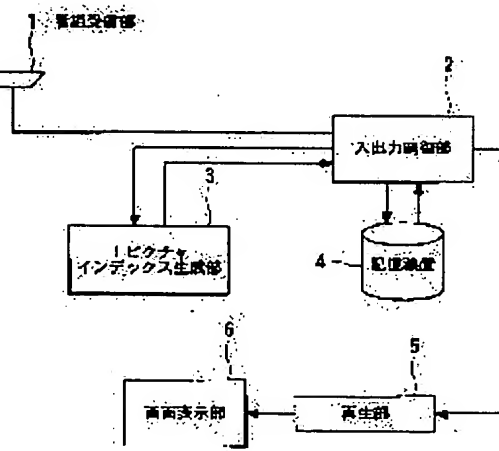 1 番組受信部
2
入出力制御部
3
Iピクチャ
インデックス生成部
4
記憶装置
6
画面表示部
5
再生部